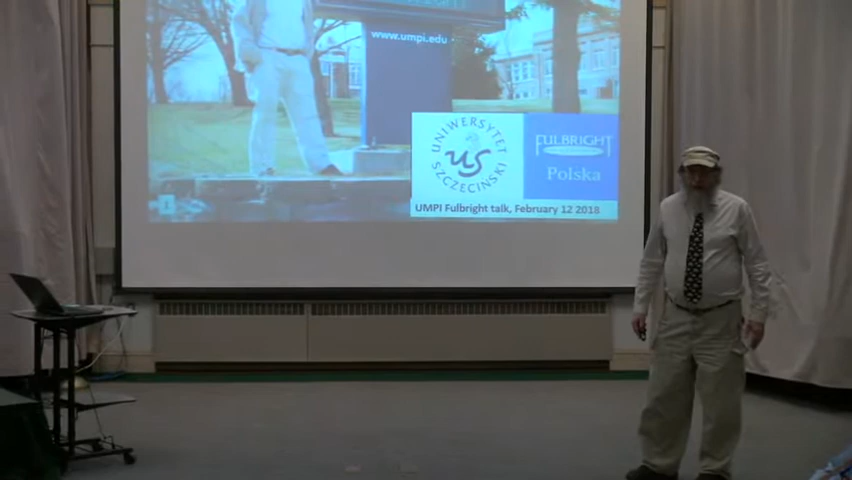 www.umpi.edu
UNIWERSYTET
US
SZCZECIŃSKI
FULBRIGHT
Polska
UMPI Fulbright talk, February 12 2018